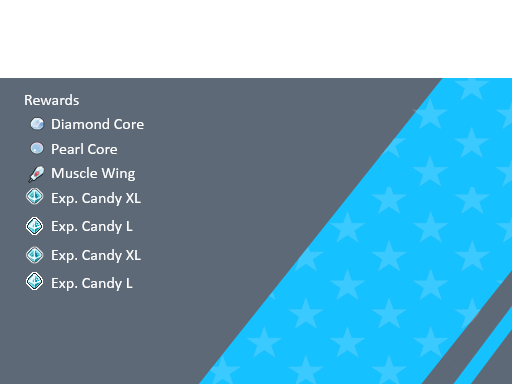 Rewards
Diamond Core
Pearl Core
Muscle Wing
Exp. Candy XL
Exp. Candy L
Exp. Candy XL
Exp. Candy L